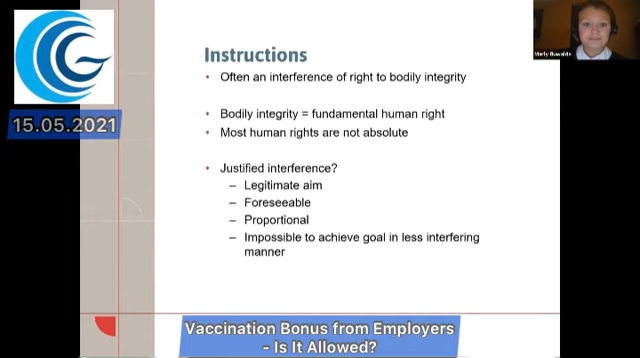 15.05.2021
Instructions
• Often an interference of right to bodily integrity
• Bodily integrity = fundamental human right
• Most human rights are not absolute
• Justified interference?
– Legitimate aim
– Foreseeable
– Proportional
– Impossible to achieve goal in less interfering
manner
Vaccination Bonus from Employers
- Is It Allowed?